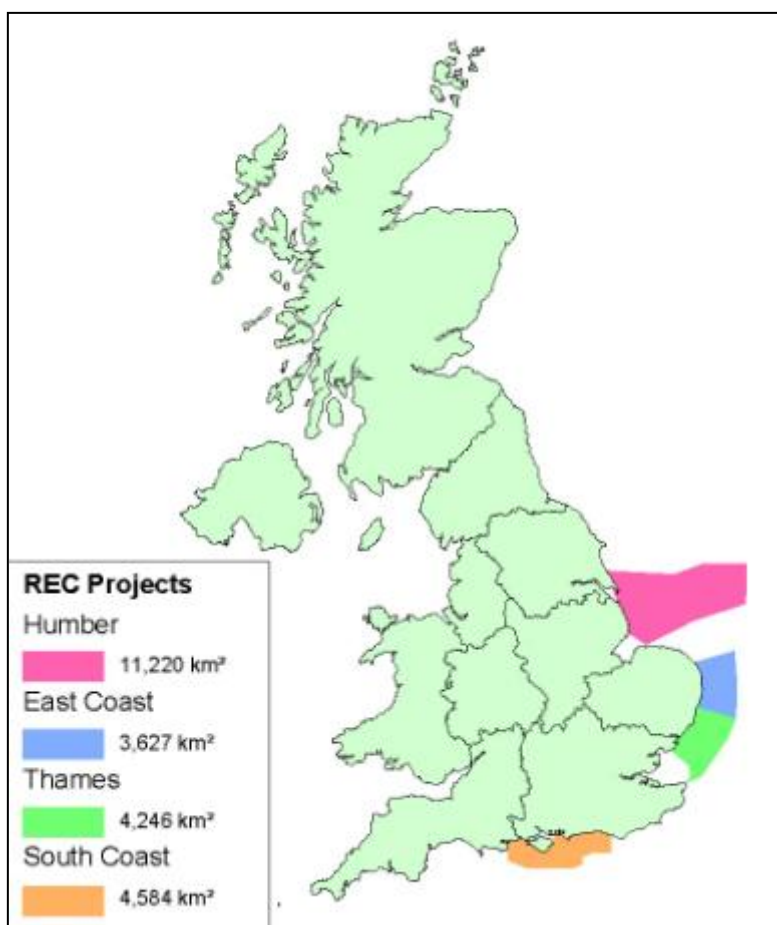 REC Projects
Humber
11,220 km²
East Coast
3,627 km²
Thames
4,246 km²
South Coast
4,584 km²